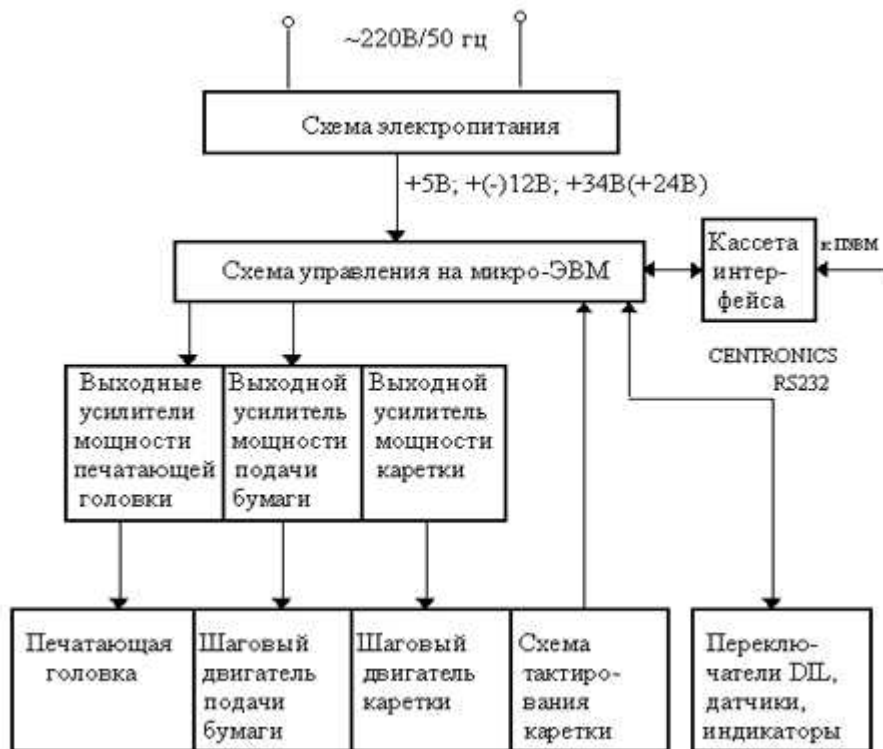 ~220В/50 гц
Схема электропитания
+5В; +(-)12В; +34В(+24В)
Схема управления на микро-ЭВМ
Кассета
интер-
фейса
к ПЭВМ
CENTRONICS
RS232
Выходные
усилители
мощности
печатающей
головки
Выходной
усилитель
мощности
подачи
бумаги
Выходной
усилитель
мощности
каретки
Печатающая
головка
Шаговый
двигатель
подачи
бумаги
Шаговый
двигатель
каретки
Схема
тактиро-
вания
каретки
Переклю-
чатели DIL,
датчики,
индикаторы